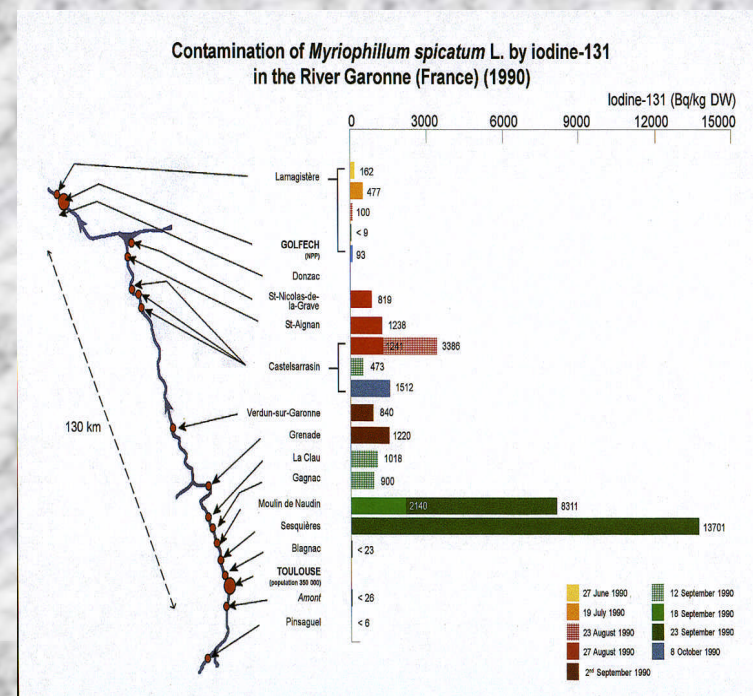 Contamination of Myriophillum spicatum L. by iodine-131
in the River Garonne (France) (1990)
Iodine-131 (Bq/kg DW)
0 3000 6000 9000 12000 15000
Lamagistère
162
477
100
< 9
GOLFECH
(NPP)
93
Donzac
St-Nicolas-de-
la-Grave
819
St-Aignan
1238
1241 3386
Castelsarrasin
473
1512
Verdun-sur-Garonne
840
130 km
Grenade
1220
La Clau
1018
Gagnac
900
Moulin de Naudin
2140 8311
Sesquières
13701
Blagnac
< 23
TOULOUSE
(population 350 000)
Amont
< 26
Pinsaguel
< 6
27 June 1990
19 July 1990
23 August 1990
27 August 1990
2nd September 1990
12 September 1990
18 September 1990
23 September 1990
8 October 1990